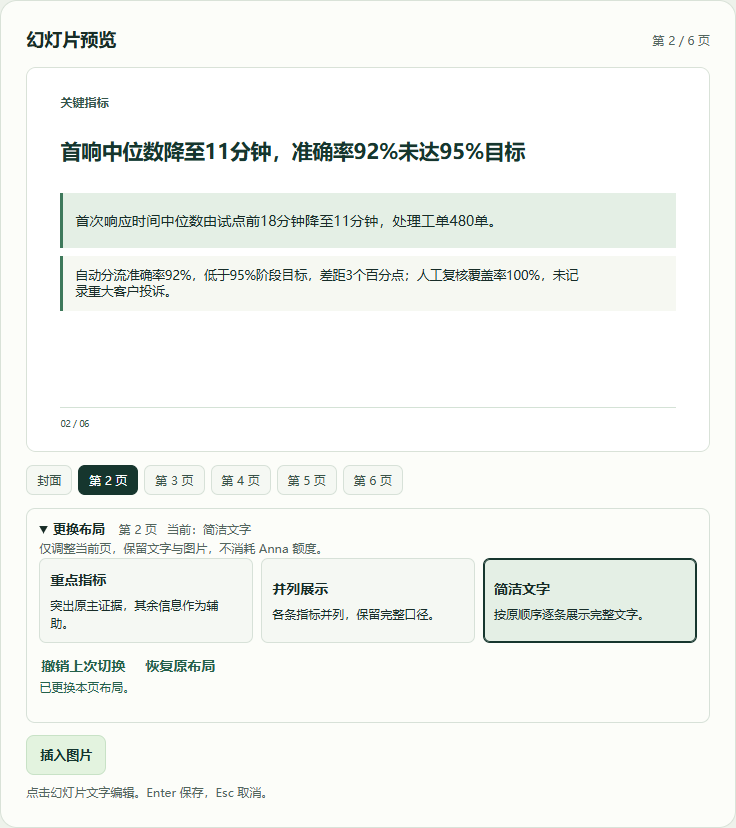 幻灯片预览
第 2 / 6 页
关键指标
首响中位数降至11分钟，准确率92%未达95%目标
首次响应时间中位数由试点前18分钟降至11分钟，处理工单480单。
自动分流准确率92%，低于95%阶段目标，差距3个百分点；人工复核覆盖率100%，未记
录重大客户投诉。
02 / 06
封面
第 2 页
第 3 页
第 4 页
第 5 页
第 6 页
▼ 更换布局 第 2 页 当前：简洁文字
仅调整当前页，保留文字与图片，不消耗 Anna 额度。
重点指标
突出原主证据，其余信息作为辅
助。
并列展示
各条指标并列，保留完整口径。
简洁文字
按原顺序逐条展示完整文字。
撤销上次切换 恢复原布局
已更换本页布局。
插入图片
点击幻灯片文字编辑。Enter 保存，Esc 取消。